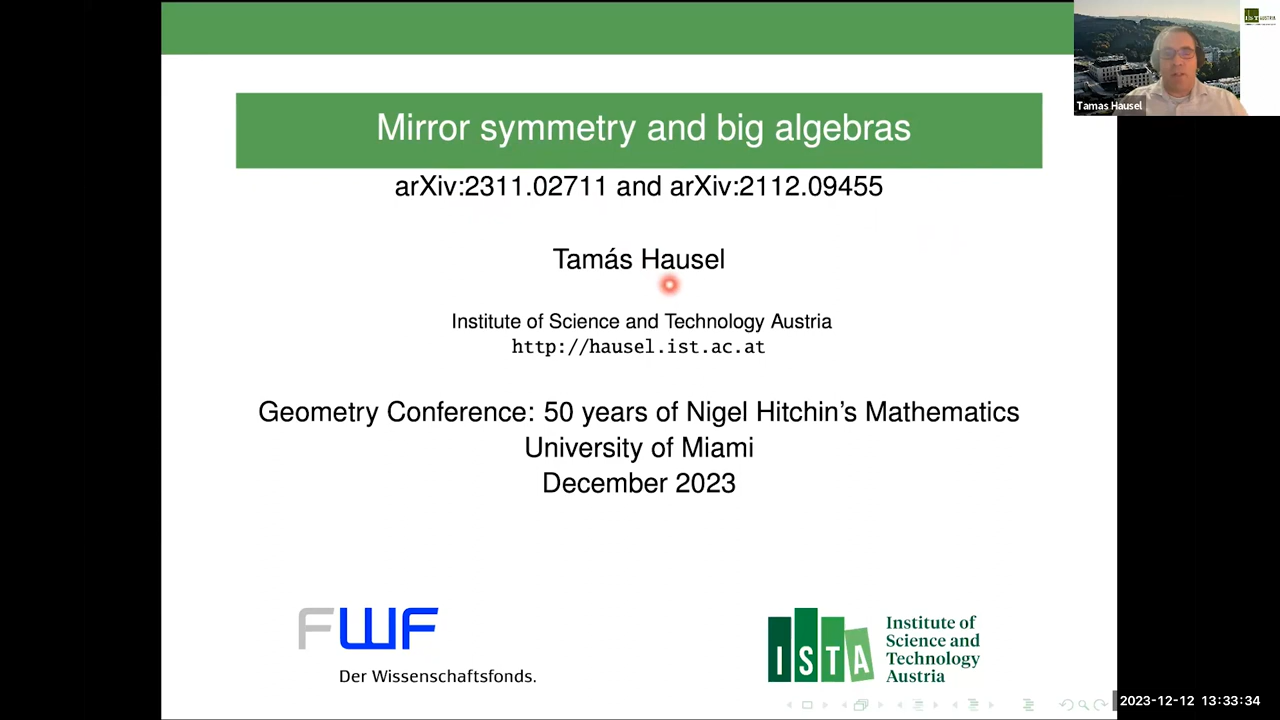 Mirror symmetry and big algebras
arXiv:2311.02711 and arXiv:2112.09455
Tamás Hausel
Institute of Science and Technology Austria
http://hausel.ist.ac.at
Geometry Conference: 50 years of Nigel Hitchin's Mathematics
University of Miami
December 2023
FWF
Der Wissenschaftsfonds.
ISTA
Institute of
Science and
Technology
Austria
Tamas Hausel
2023-12-12 13:33:34